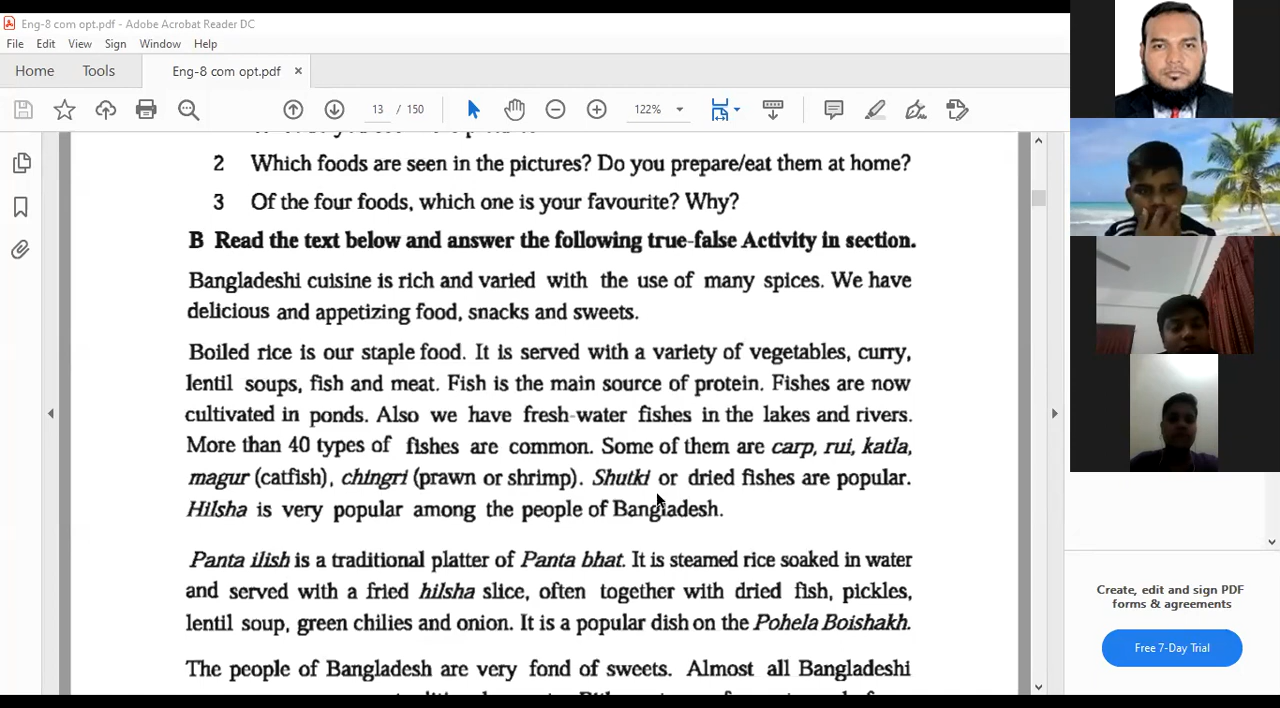 Eng-8 com opt.pdf - Adobe Acrobat Reader DC
File Edit View Sign Window Help
Home Tools Eng-8 com opt.pdf ×
13 / 150 122%
2 Which foods are seen in the pictures? Do you prepare/eat them at home?
3 Of the four foods, which one is your favourite? Why?
B Read the text below and answer the following true-false Activity in section.
Bangladeshi cuisine is rich and varied with the use of many spices. We have
delicious and appetizing food, snacks and sweets.
Boiled rice is our staple food. It is served with a variety of vegetables, curry,
lentil soups, fish and meat. Fish is the main source of protein. Fishes are now
cultivated in ponds. Also we have fresh-water fishes in the lakes and rivers.
More than 40 types of fishes are common. Some of them are carp, rui, katla,
magur (catfish), chingri (prawn or shrimp). Shutki or dried fishes are popular.
Hilsha is very popular among the people of Bangladesh.
Panta ilish is a traditional platter of Panta bhat. It is steamed rice soaked in water
and served with a fried hilsha slice, often together with dried fish, pickles,
lentil soup, green chilies and onion. It is a popular dish on the Pohela Boishakh.
The people of Bangladesh are very fond of sweets. Almost all Bangladeshi
Create, edit and sign PDF
forms & agreements
Free 7-Day Trial